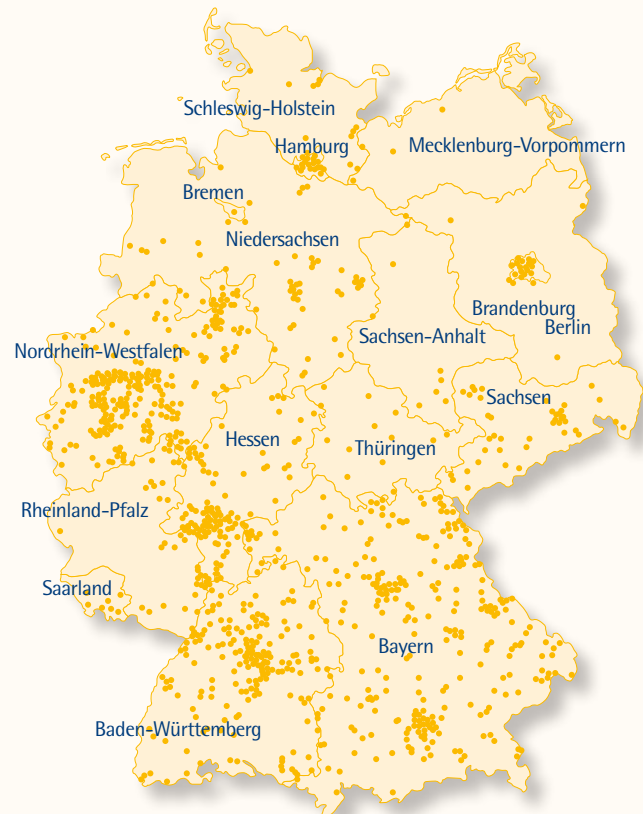 Schleswig-Holstein
Hamburg
Mecklenburg-Vorpommern
Bremen
Niedersachsen
Brandenburg
Berlin
Sachsen-Anhalt
Nordrhein-Westfalen
Sachsen
Hessen
Thüringen
Rheinland-Pfalz
Saarland
Bayern
Baden-Württemberg